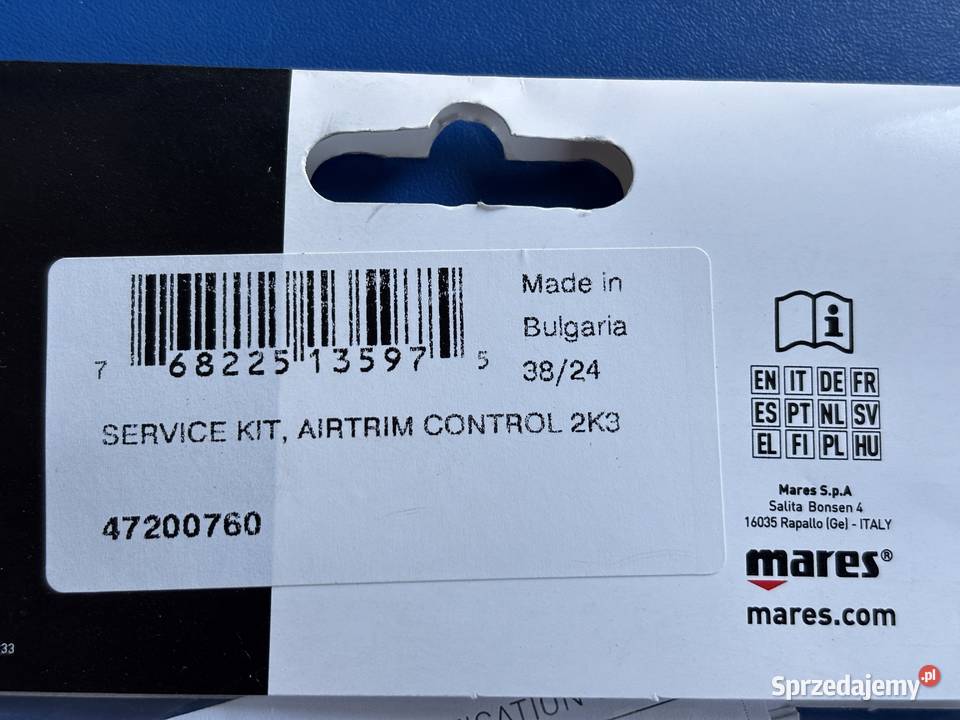 7 68225 13597 5
Made in
Bulgaria
38/24
SERVICE KIT, AIRTRIM CONTROL 2K3
47200760
i
EN IT DE FR
ES PT NL SV
EL FI PL HU
Mares S.p.A
Salita Bonsen 4
16035 Rapallo (Ge) - ITALY
mares®
mares.com
33
Sprzedajemy.pl